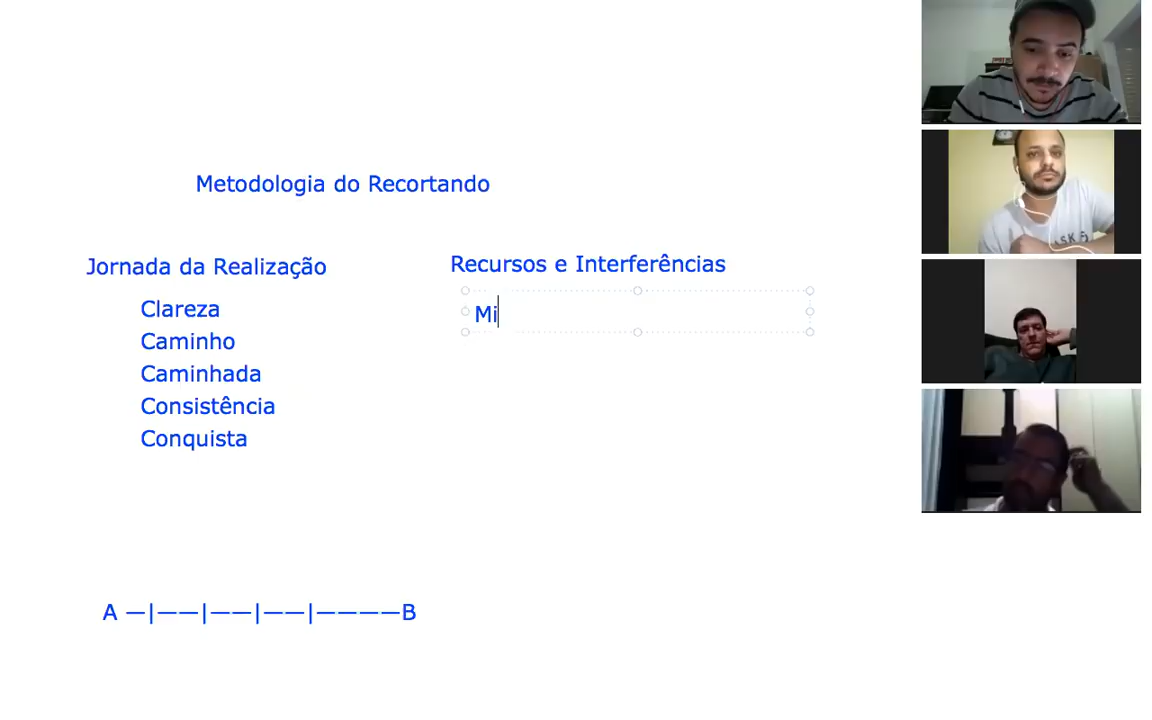 Metodologia do Recortando
Jornada da Realização
Clareza
Caminho
Caminhada
Consistência
Conquista
Recursos e Interferências
Mi
A —|——|——|——|————B